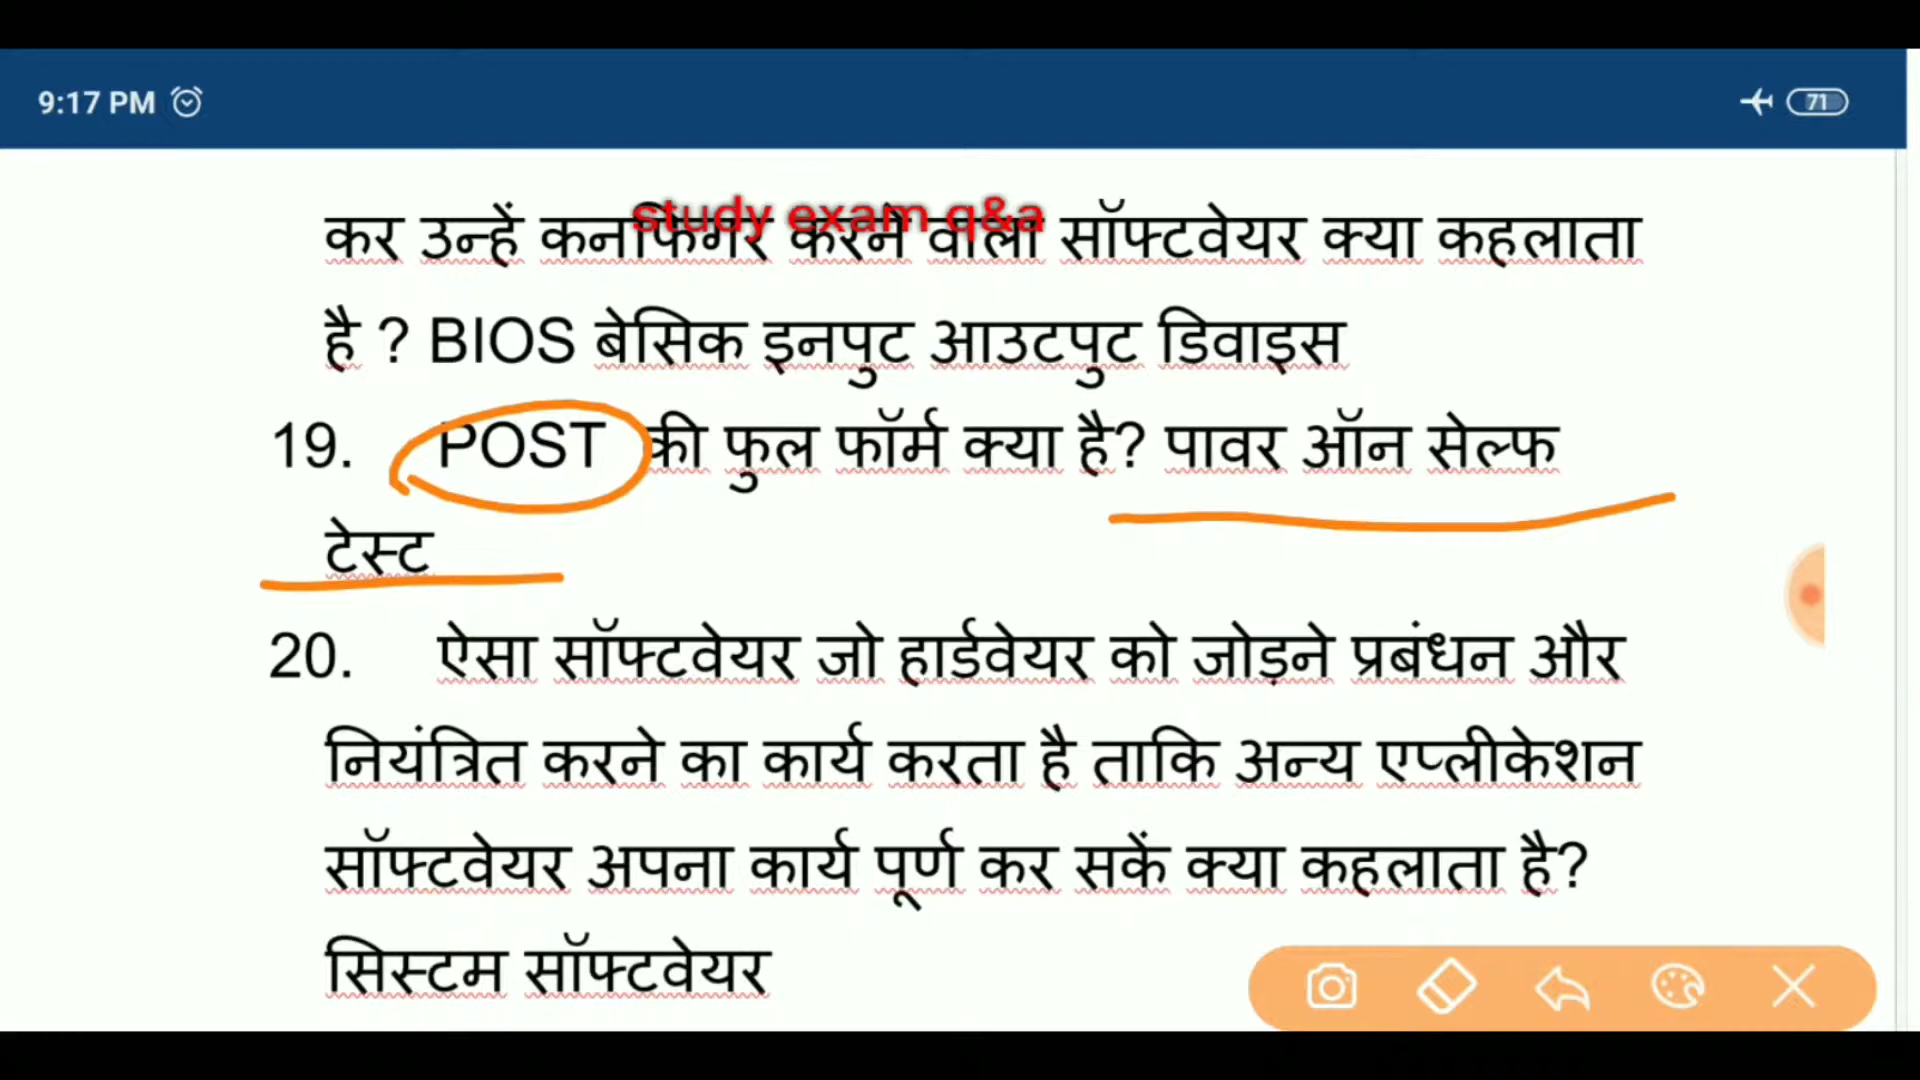 9:17 PM
71
study exam q&a
कर उन्हें कनफिगर करने वाला सॉफ्टवेयर क्या कहलाता
है ? BIOS बेसिक इनपुट आउटपुट डिवाइस
19. POST की फुल फॉर्म क्या है? पावर ऑन सेल्फ
टेस्ट
20. ऐसा सॉफ्टवेयर जो हार्डवेयर को जोड़ने प्रबंधन और
नियंत्रित करने का कार्य करता है ताकि अन्य एप्लीकेशन
सॉफ्टवेयर अपना कार्य पूर्ण कर सकें क्या कहलाता है?
सिस्टम सॉफ्टवेयर